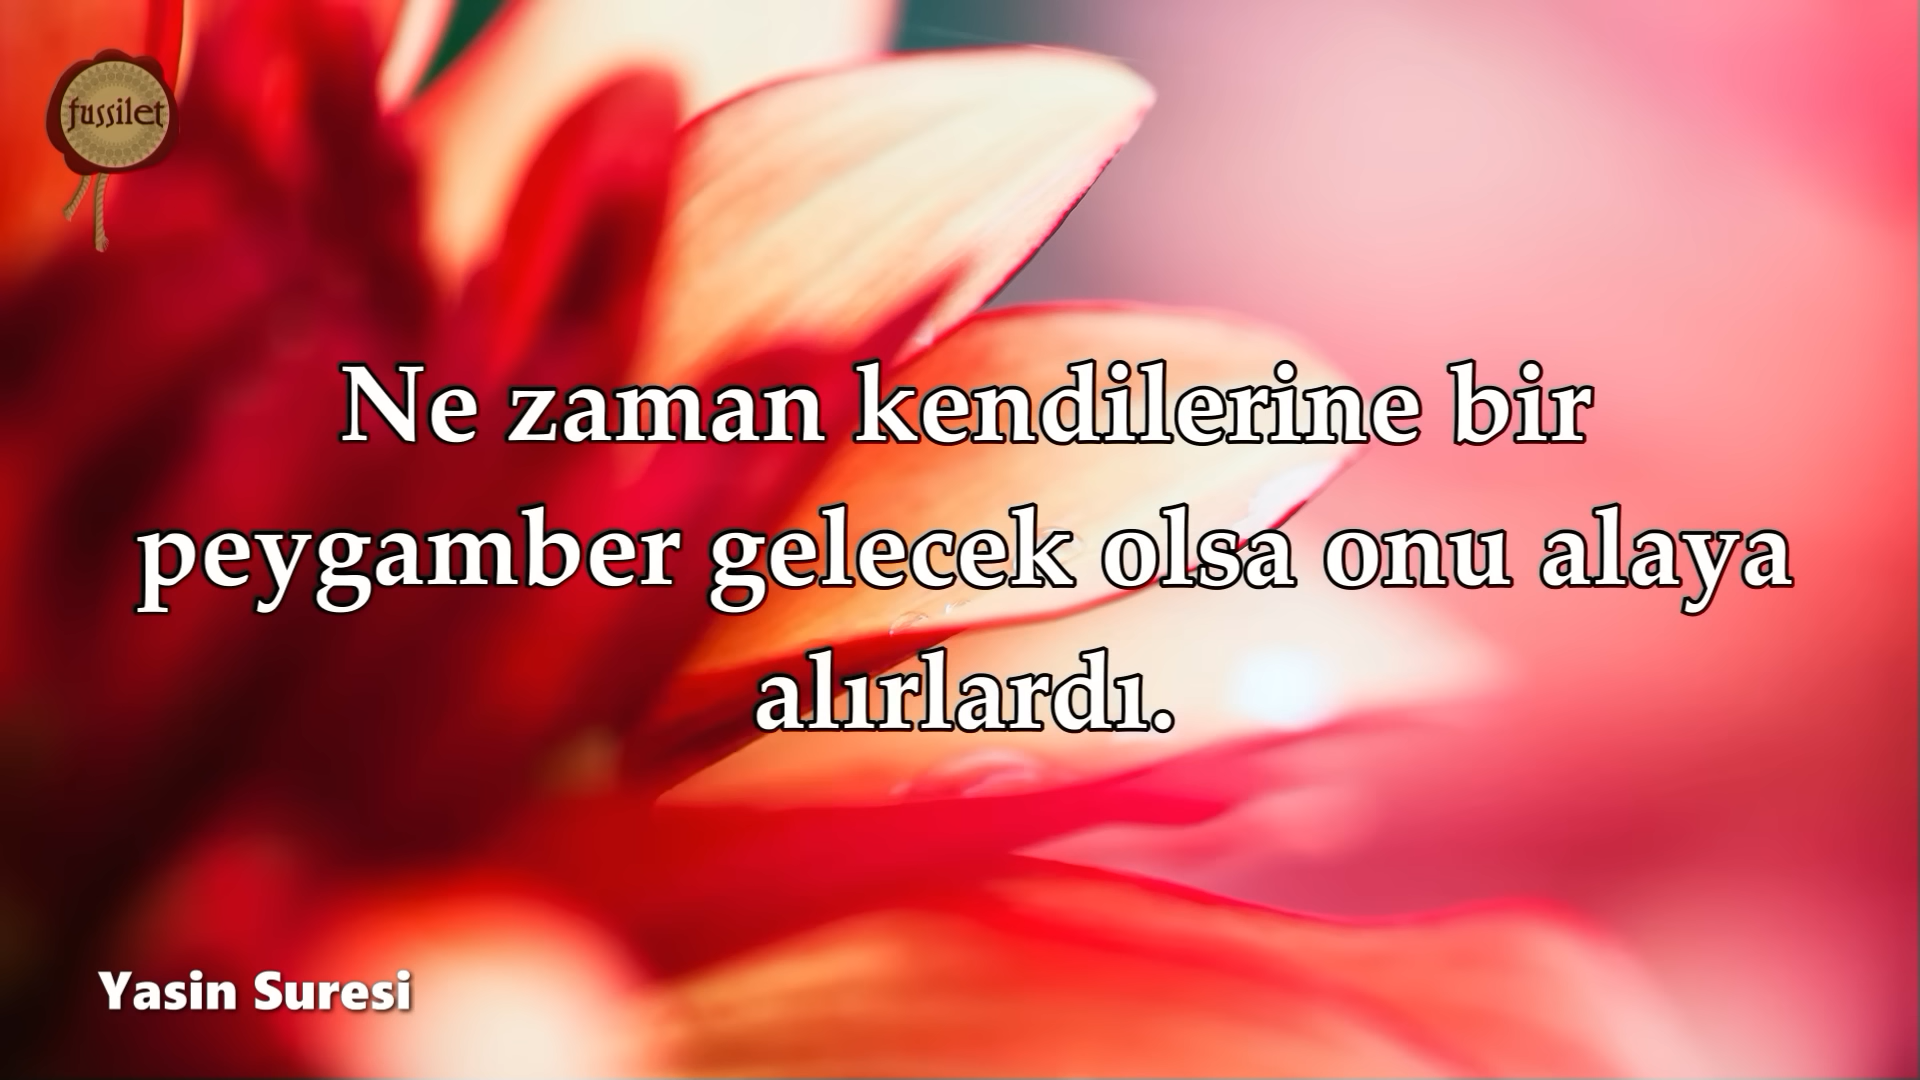 fussilet
Ne zaman kendilerine bir
peygamber gelecek olsa onu alaya
alırlardı.
Yasin Suresi